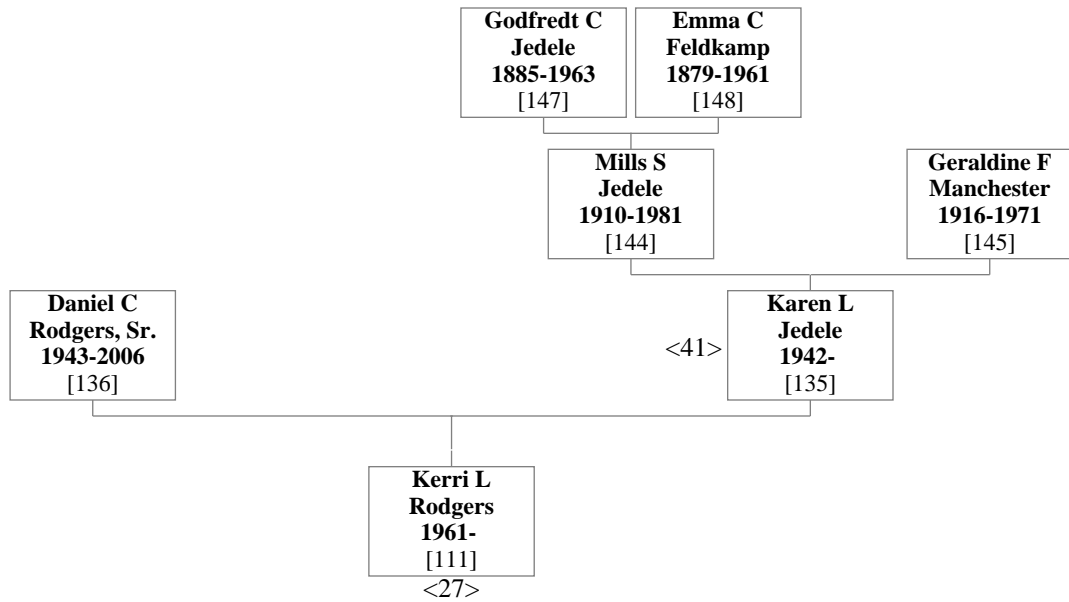 Godfredt C
Jedele
1885-1963
[147]
Emma C
Feldkamp
1879-1961
[148]
Mills S
Jedele
1910-1981
[144]
Geraldine F
Manchester
1916-1971
[145]
Daniel C
Rodgers, Sr.
1943-2006
[136]
<41>
Karen L
Jedele
1942-
[135]
Kerri L
Rodgers
1961-
[111]
<27>